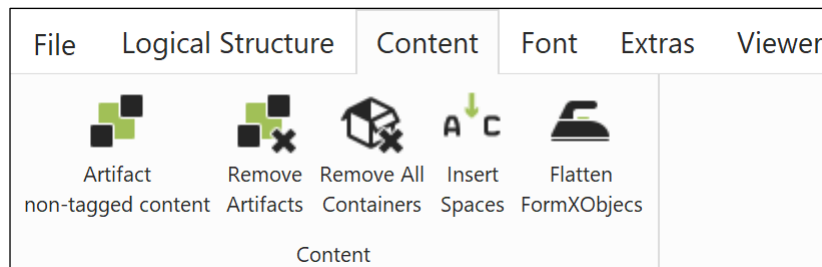 File Logical Structure Content Font Extras Viewer
A C
Artifact Remove Remove All Insert Flatten
non-tagged content Artifacts Containers Spaces FormXObjecs
Content